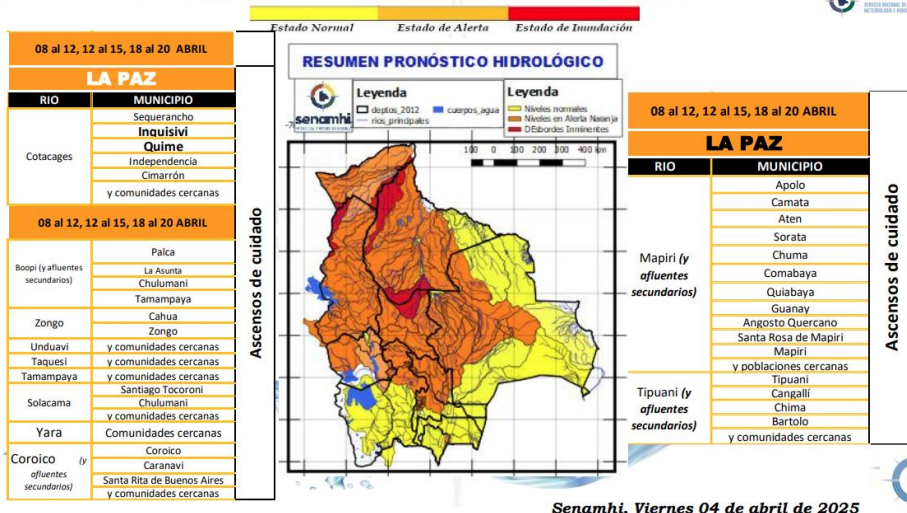 SERVICIO NACIONAL DE
METEOROLOGIA E HIDRO
Estado Normal
Estado de Alerta
Estado de Inundación
08 al 12, 12 al 15, 18 al 20 ABRIL
LA PAZ
RIO MUNICIPIO
Cotacages
Sequerancho
Inquisivi
Quime
Independencia
Cimarrón
y comunidades cercanas
08 al 12, 12 al 15, 18 al 20 ABRIL
Boopi (y afluentes
secundarios)
Palca
La Asunta
Chulumani
Tamampaya
Zongo
Cahua
Zongo
Unduavi y comunidades cercanas
Taquesi y comunidades cercanas
Tamampaya y comunidades cercanas
Solacama
Santiago Tocoroni
Chulumani
y comunidades cercanas
Yara Comunidades cercanas
Coroico (y
afluentes
secundarios)
Coroico
Caranavi
Santa Rita de Buenos Aires
y comunidades cercanas
Ascensos de cuidado
RESUMEN PRONÓSTICO HIDROLÓGICO
senamhi
Leyenda
deptos_2012
rios_principales
cuerpos_agua
Leyenda
Niveles normales
Niveles en Alerta Naranja
DEsbordes Inminentes
100 0 100 200 300 400 km
08 al 12, 12 al 15, 18 al 20 ABRIL
LA PAZ
RIO MUNICIPIO
Mapiri (y
afluentes
secundarios)
Apolo
Camata
Aten
Sorata
Chuma
Comabaya
Quiabaya
Guanay
Angosto Quercano
Santa Rosa de Mapiri
Mapiri
y poblaciones cercanas
Tipuani (y
afluentes
secundarios)
Tipuani
Cangallí
Chima
Bartolo
y comunidades cercanas
Ascensos de cuidado
Senamhi, Viernes 04 de abril de 2025